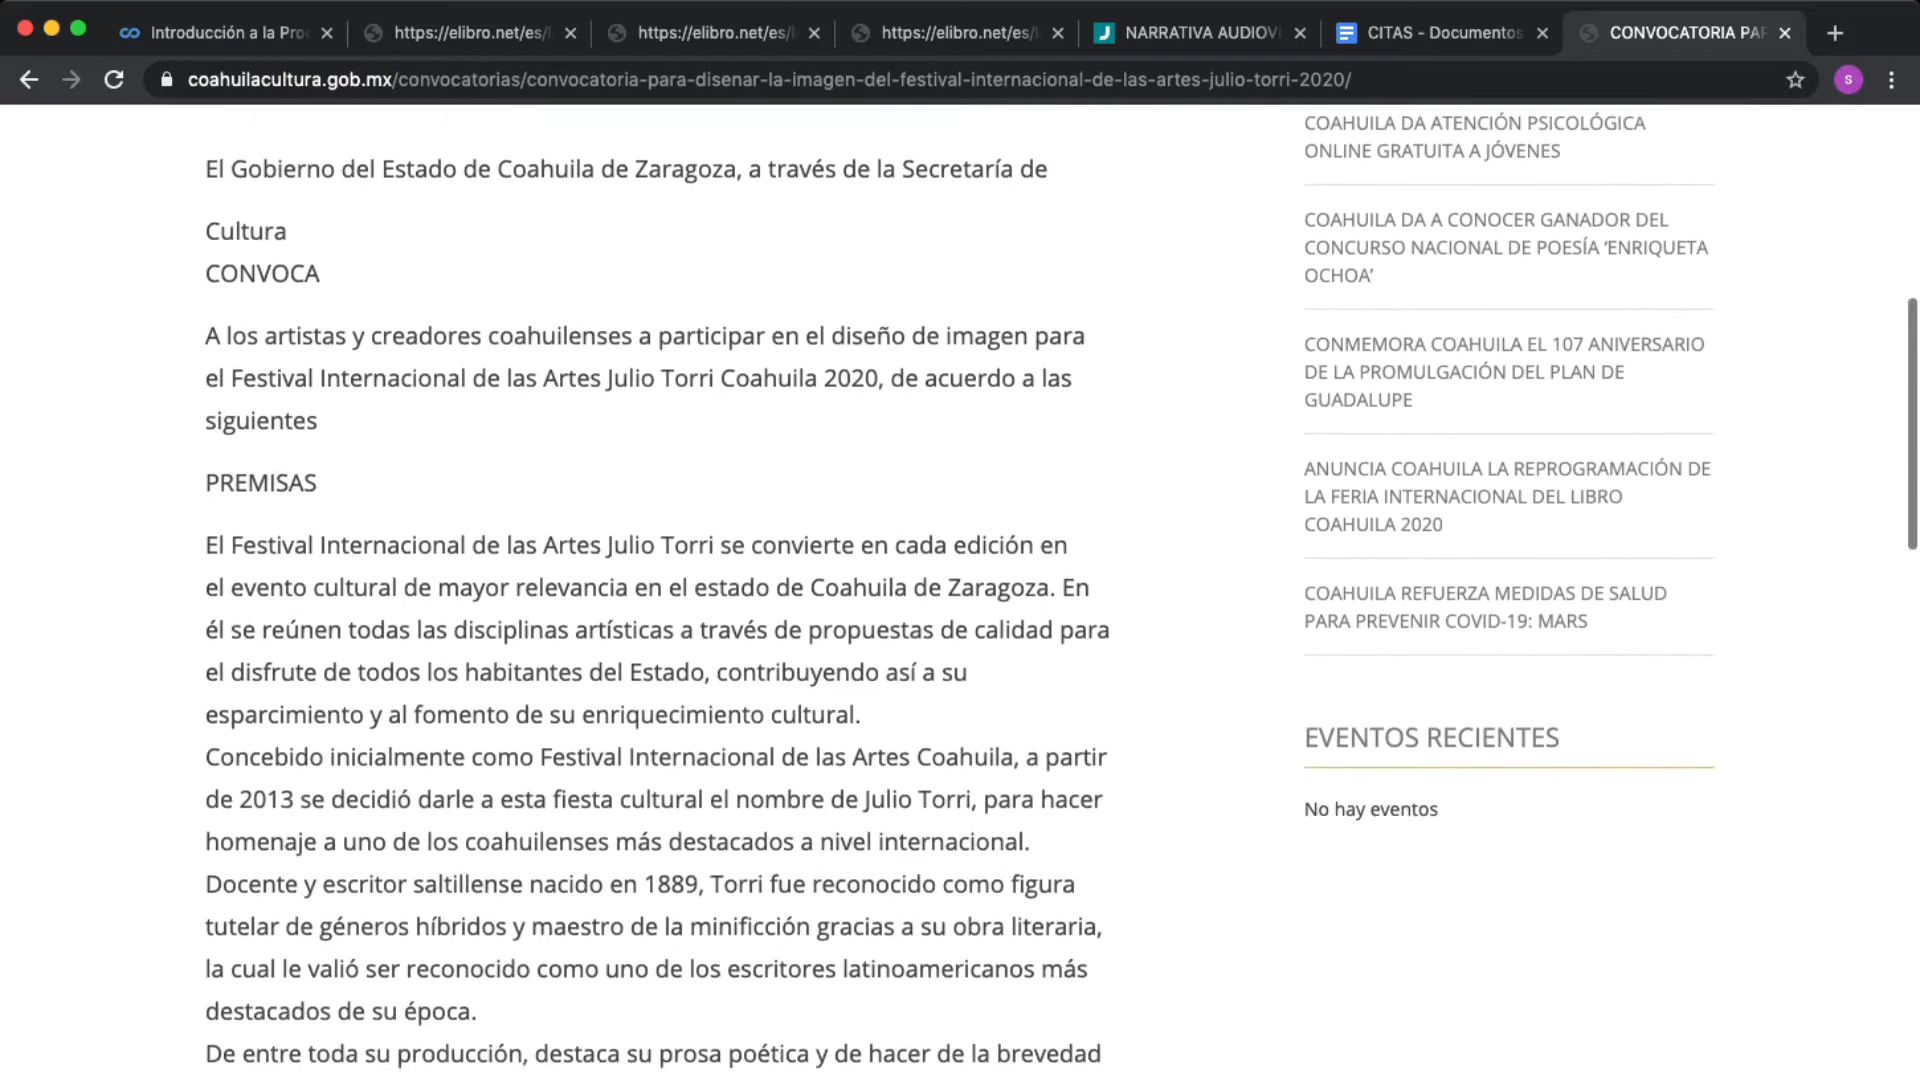 Introducción a la Pro
https://elibro.net/es/
https://elibro.net/es/
https://elibro.net/es/
NARRATIVA AUDIOVI
CITAS - Documentos
CONVOCATORIA PAR
coahuilacultura.gob.mx/convocatorias/convocatoria-para-disenar-la-imagen-del-festival-internacional-de-las-artes-julio-torri-2020/
s
El Gobierno del Estado de Coahuila de Zaragoza, a través de la Secretaría de
Cultura
CONVOCA
A los artistas y creadores coahuilenses a participar en el diseño de imagen para
el Festival Internacional de las Artes Julio Torri Coahuila 2020, de acuerdo a las
siguientes
PREMISAS
El Festival Internacional de las Artes Julio Torri se convierte en cada edición en
el evento cultural de mayor relevancia en el estado de Coahuila de Zaragoza. En
él se reúnen todas las disciplinas artísticas a través de propuestas de calidad para
el disfrute de todos los habitantes del Estado, contribuyendo así a su
esparcimiento y al fomento de su enriquecimiento cultural.
Concebido inicialmente como Festival Internacional de las Artes Coahuila, a partir
de 2013 se decidió darle a esta fiesta cultural el nombre de Julio Torri, para hacer
homenaje a uno de los coahuilenses más destacados a nivel internacional.
Docente y escritor saltillense nacido en 1889, Torri fue reconocido como figura
tutelar de géneros híbridos y maestro de la minificción gracias a su obra literaria,
la cual le valió ser reconocido como uno de los escritores latinoamericanos más
destacados de su época.
De entre toda su producción, destaca su prosa poética y de hacer de la brevedad
COAHUILA DA ATENCIÓN PSICOLÓGICA
ONLINE GRATUITA A JÓVENES
COAHUILA DA A CONOCER GANADOR DEL
CONCURSO NACIONAL DE POESÍA ‘ENRIQUETA
OCHOA’
CONMEMORA COAHUILA EL 107 ANIVERSARIO
DE LA PROMULGACIÓN DEL PLAN DE
GUADALUPE
ANUNCIA COAHUILA LA REPROGRAMACIÓN DE
LA FERIA INTERNACIONAL DEL LIBRO
COAHUILA 2020
COAHUILA REFUERZA MEDIDAS DE SALUD
PARA PREVENIR COVID-19: MARS
EVENTOS RECIENTES
No hay eventos